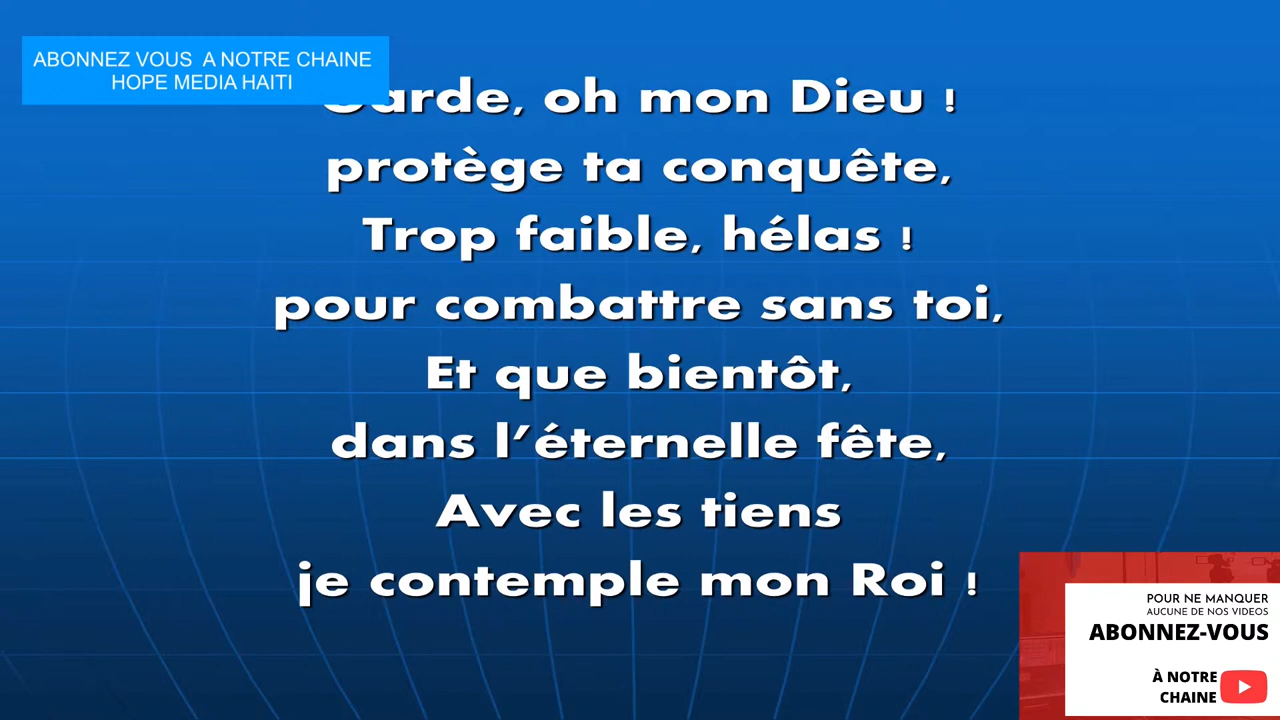 ABONNEZ VOUS A NOTRE CHAINE
HOPE MEDIA HAITI
Garde, oh mon Dieu !
protège ta conquête,
Trop faible, hélas !
pour combattre sans toi,
Et que bientôt,
dans l’éternelle fête,
Avec les tiens
je contemple mon Roi !
POUR NE MANQUER
AUCUNE DE NOS VIDEOS
ABONNEZ-VOUS
À NOTRE
CHAINE